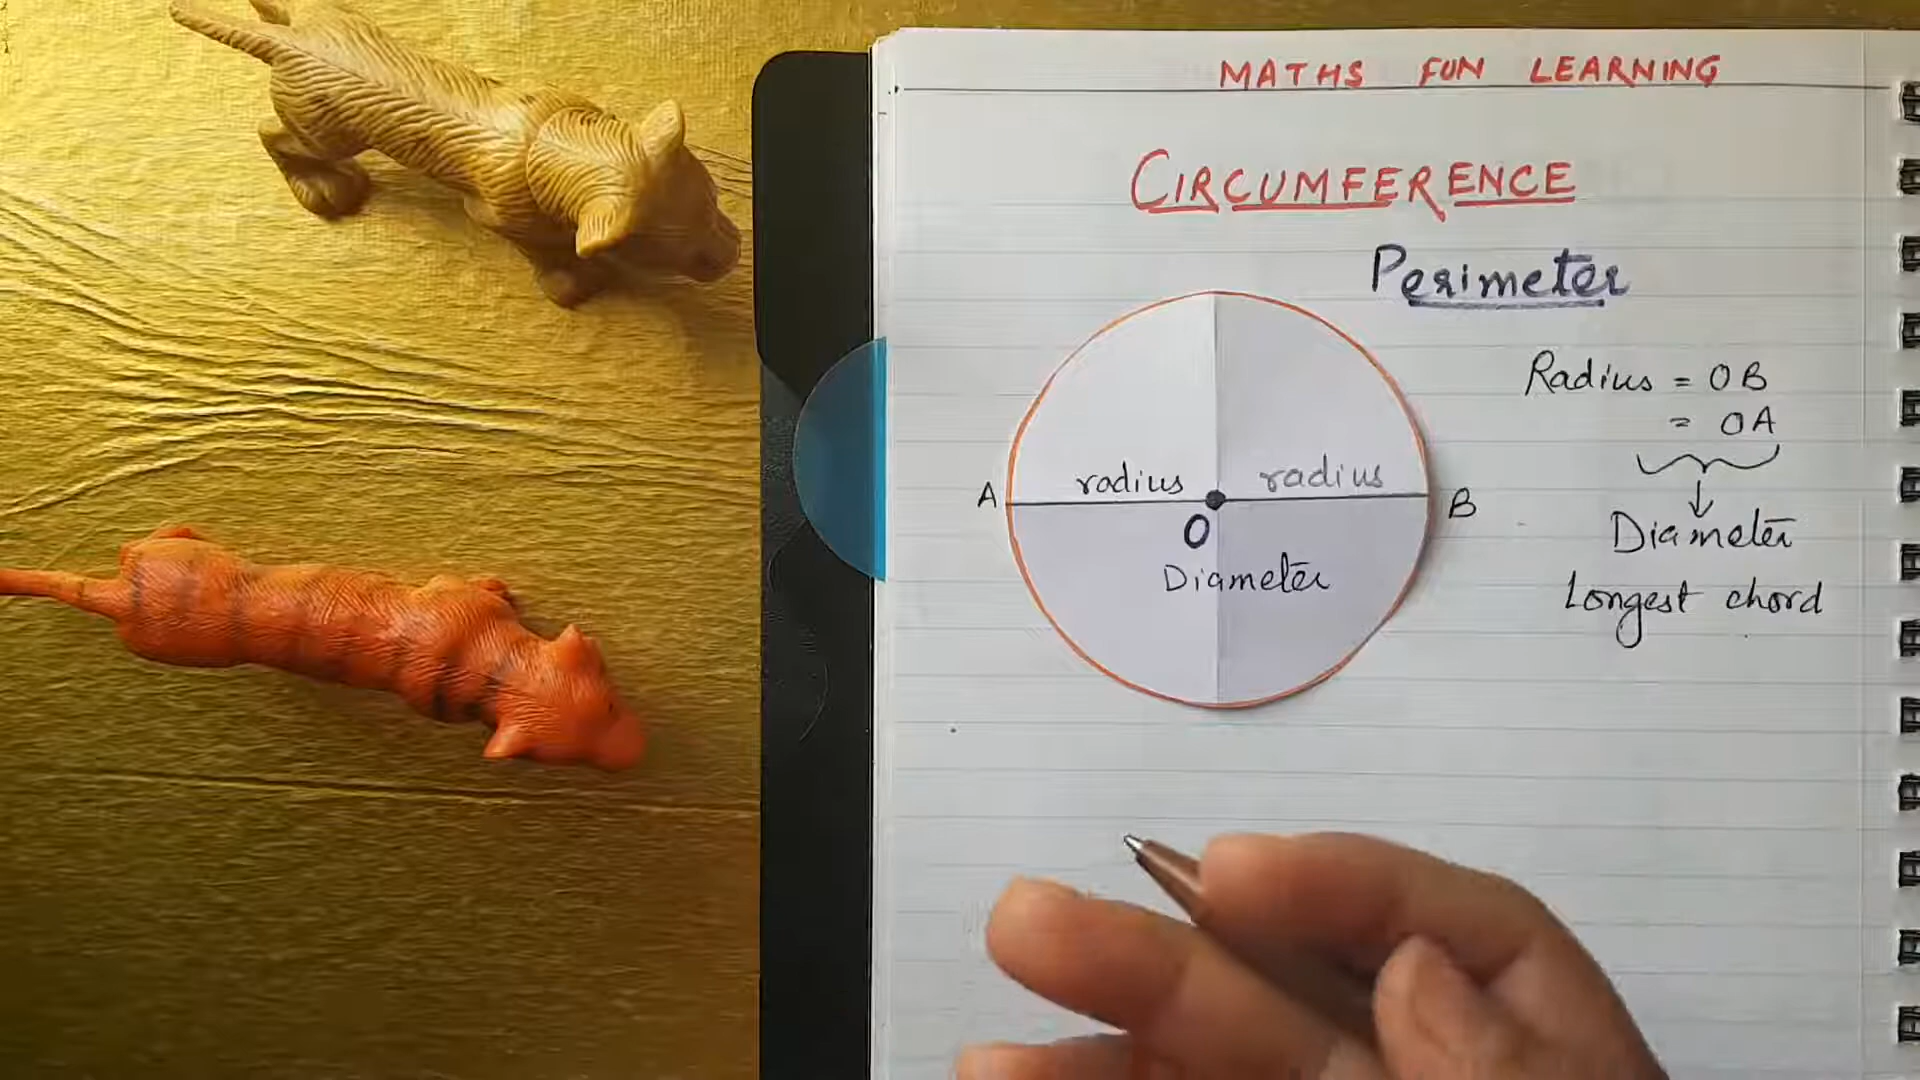 MATHS FUN LEARNING
CIRCUMFERENCE
Perimeter
Radius = OB
= OA
Diameter
Longest chord
A
radius
radius
B
O
Diameter